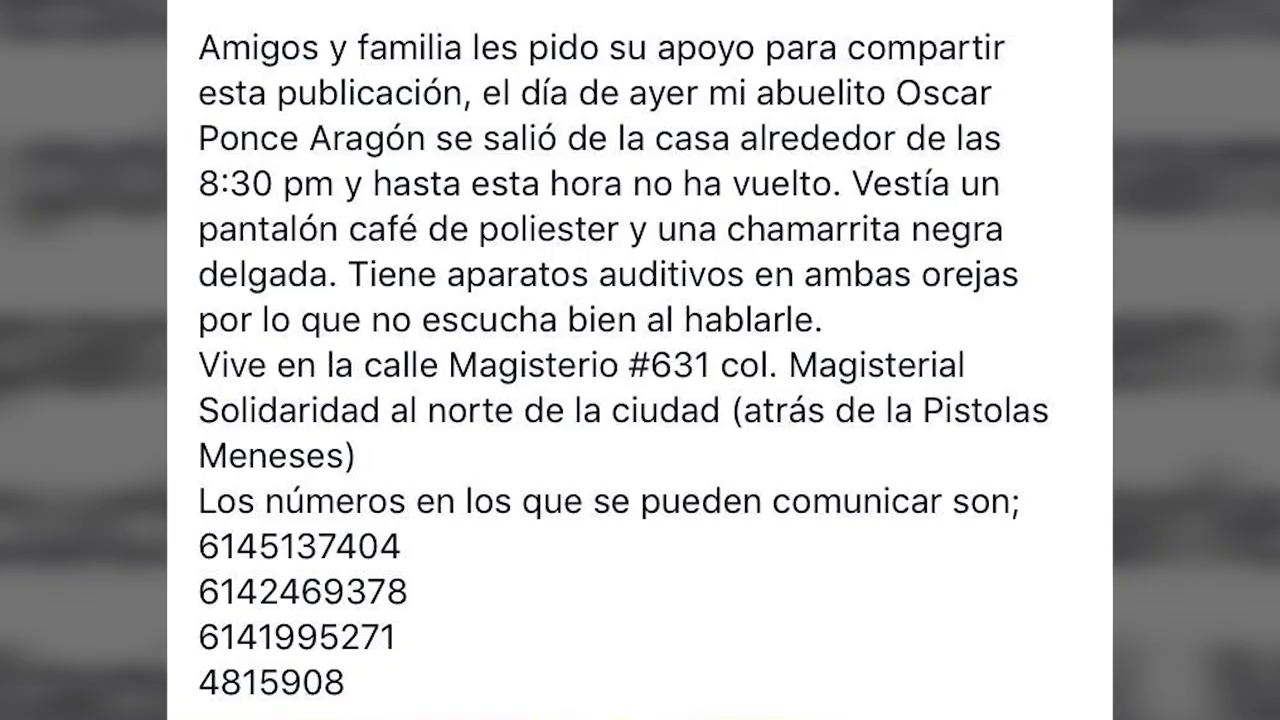 Amigos y familia les pido su apoyo para compartir
esta publicación, el día de ayer mi abuelito Oscar
Ponce Aragón se salió de la casa alrededor de las
8:30 pm y hasta esta hora no ha vuelto. Vestía un
pantalón café de poliester y una chamarrita negra
delgada. Tiene aparatos auditivos en ambas orejas
por lo que no escucha bien al hablarle.
Vive en la calle Magisterio #631 col. Magisterial
Solidaridad al norte de la ciudad (atrás de la Pistolas
Meneses)
Los números en los que se pueden comunicar son;
6145137404
6142469378
6141995271
4815908